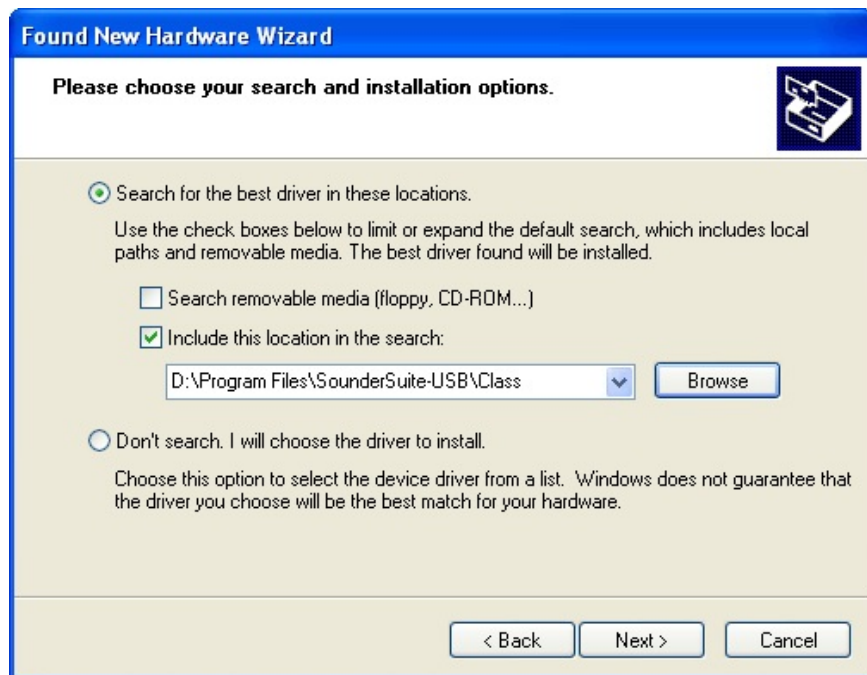 Found New Hardware Wizard
Please choose your search and installation options.
Search for the best driver in these locations.
Use the check boxes below to limit or expand the default search, which includes local
paths and removable media. The best driver found will be installed.
Search removable media (floppy, CD-ROM...)
Include this location in the search:
D:\Program Files\SounderSuite-USB\Class
Browse
Don't search. I will choose the driver to install.
Choose this option to select the device driver from a list. Windows does not guarantee that
the driver you choose will be the best match for your hardware.
< Back Next > Cancel